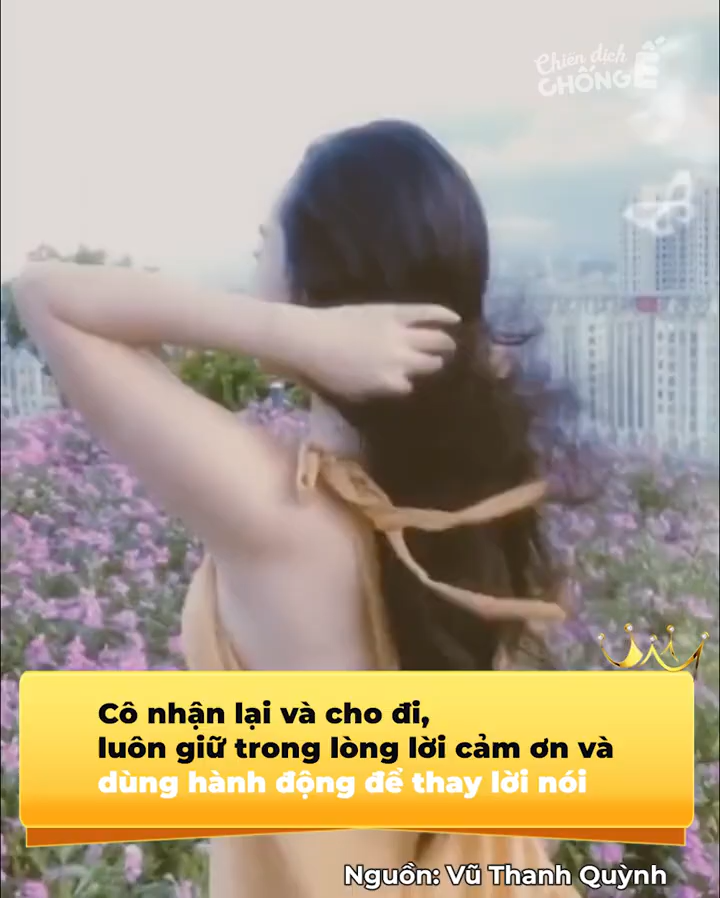 Chiến dịch
CHỐNG Ế
Cô nhận lại và cho đi,
luôn giữ trong lòng lời cảm ơn và
dùng hành động để thay lời nói
Nguồn: Vũ Thanh Quỳnh